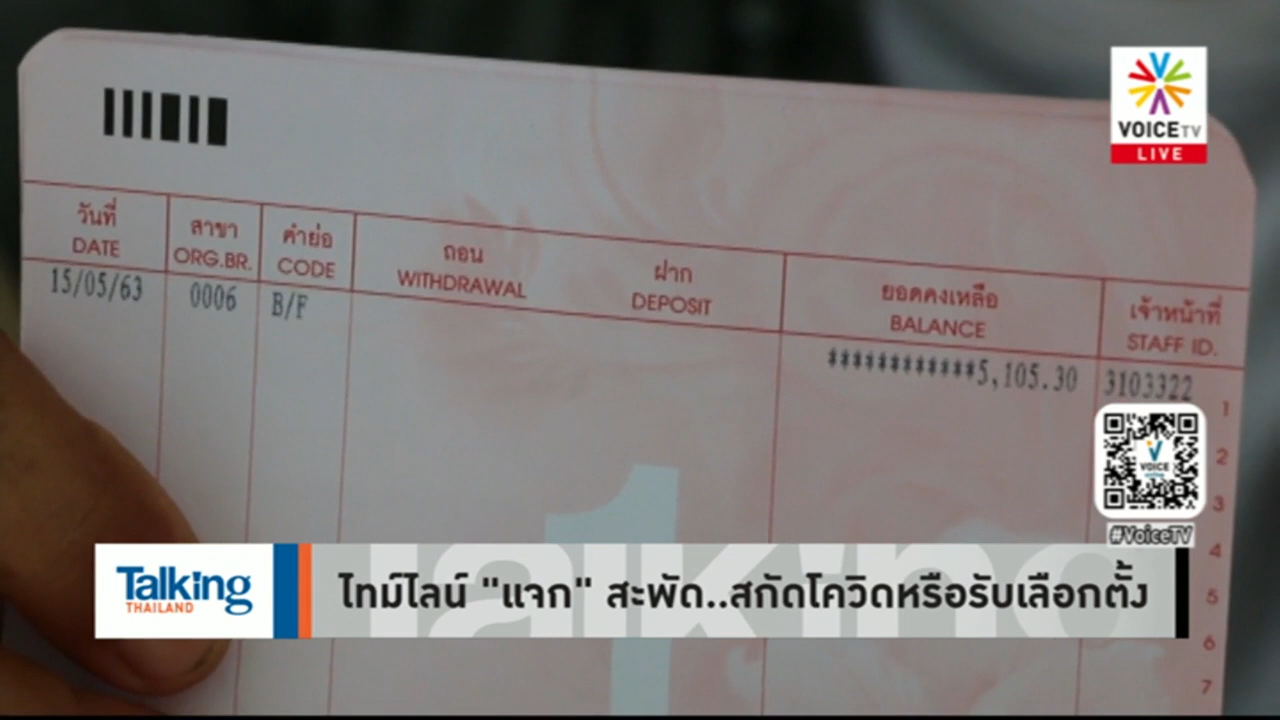 VOICE TV
LIVE
วันที่
DATE
สาขา
ORG.BR.
คำย่อ
CODE
ถอน
WITHDRAWAL
ฝาก
DEPOSIT
ยอดคงเหลือ
BALANCE
เจ้าหน้าที่
STAFF ID.
15/05/63 0006 B/F ************5,105.30 3103322
1
2
3
4
5
6
7
1
VOICE
#VoiceTV
Talking
THAILAND
Talking
ไทม์ไลน์ "แจก" สะพัด..สกัดโควิดหรือรับเลือกตั้ง